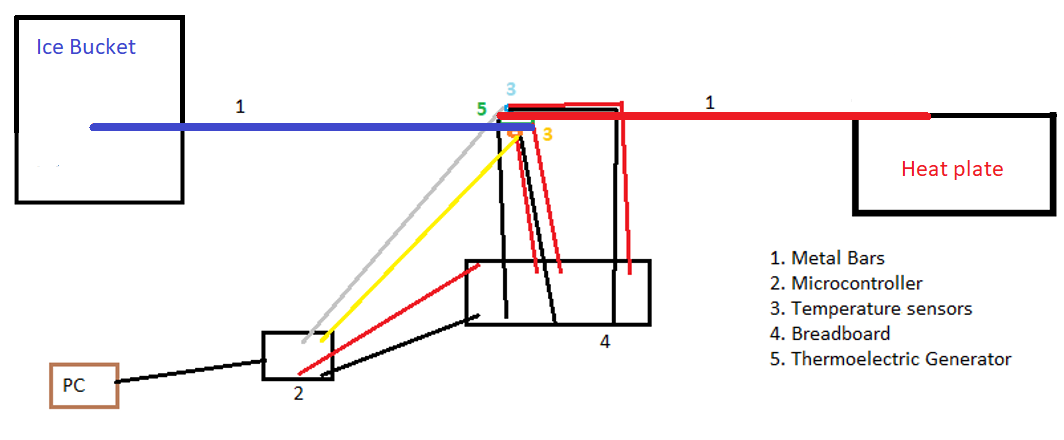 Ice Bucket
1
5
3
1
3
Heat plate
1. Metal Bars
2. Microcontroller
3. Temperature sensors
4. Breadboard
5. Thermoelectric Generator
4
PC
2